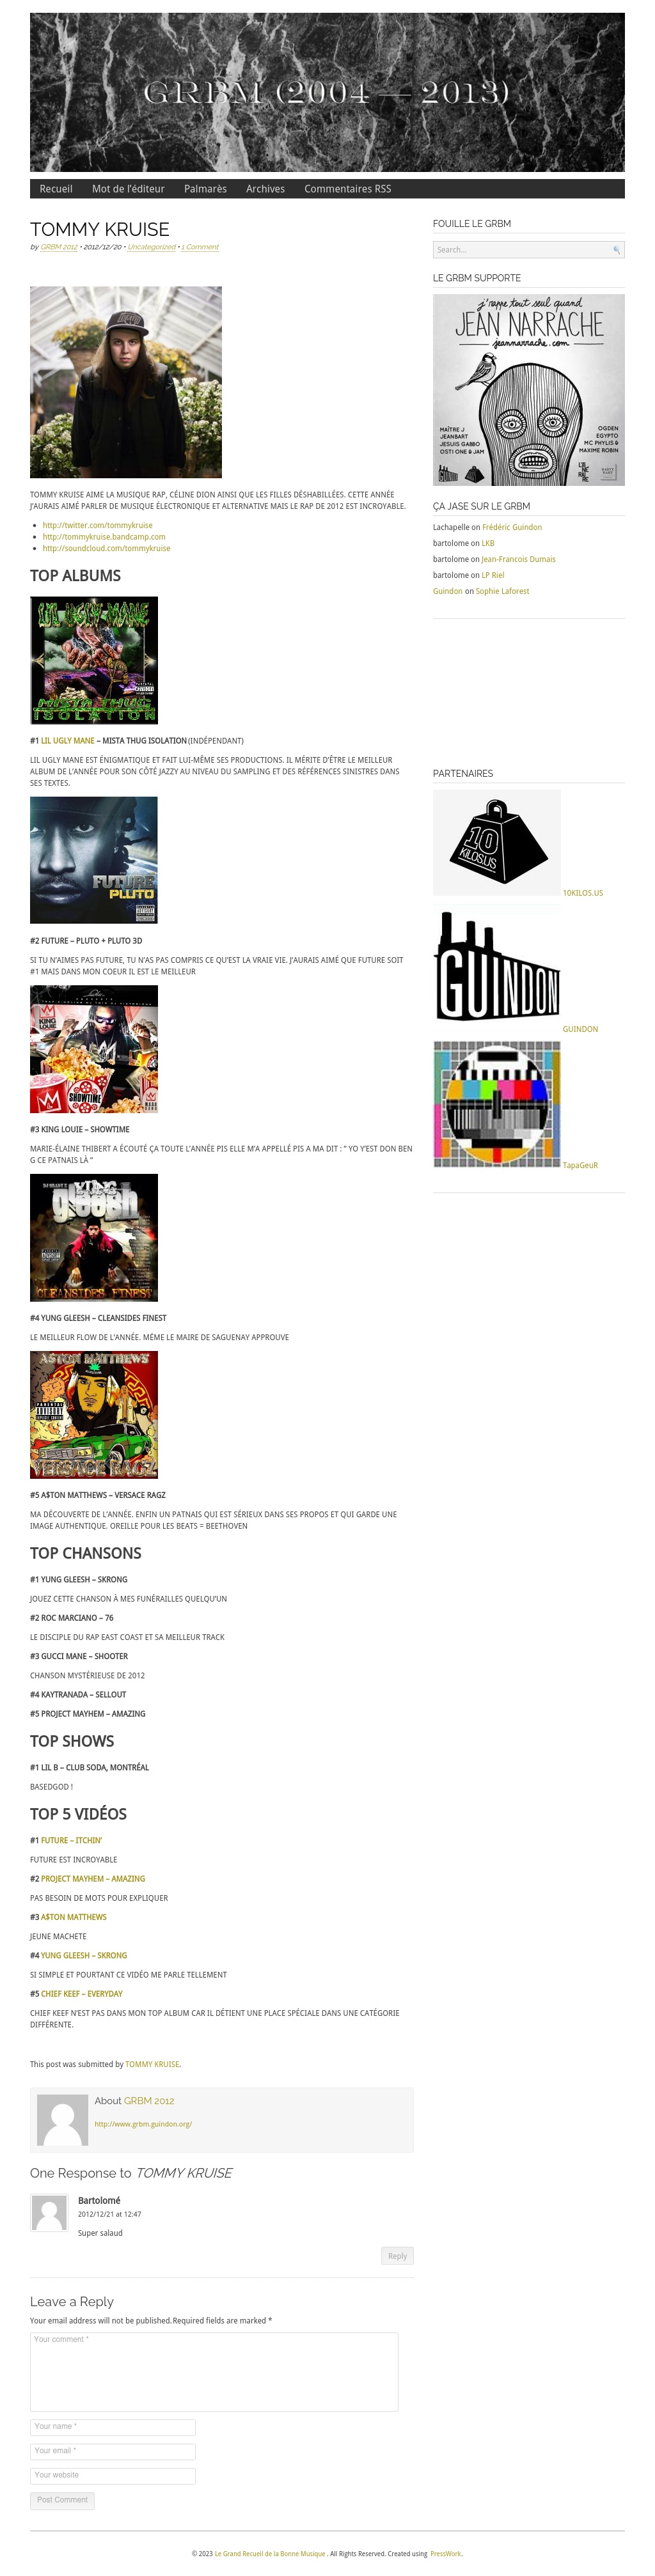 GRBM (2004 — 2013)
Recueil Mot de l'éditeur Palmarès Archives Commentaires RSS
TOMMY KRUISE
by GRBM 2012 • 2012/12/20 • Uncategorized • 1 Comment
TOMMY KRUISE AIME LA MUSIQUE RAP, CÉLINE DION AINSI QUE LES FILLES DÉSHABILLÉES. CETTE ANNÉE
J'AURAIS AIMÉ PARLER DE MUSIQUE ÉLECTRONIQUE ET ALTERNATIVE MAIS LE RAP DE 2012 EST INCROYABLE.
http://twitter.com/tommykruise
http://tommykruise.bandcamp.com
http://soundcloud.com/tommykruise
TOP ALBUMS
LIL UGLY MANE
MISTA THUG
ISOLATION
#1 LIL UGLY MANE – MISTA THUG ISOLATION (INDÉPENDANT)
LIL UGLY MANE EST ÉNIGMATIQUE ET FAIT LUI-MÊME SES PRODUCTIONS. IL MÉRITE D'ÊTRE LE MEILLEUR
ALBUM DE L'ANNÉE POUR SON CÔTÉ JAZZY AU NIVEAU DU SAMPLING ET DES RÉFÉRENCES SINISTRES DANS
SES TEXTES.
FUTURE
PLUTO
#2 FUTURE – PLUTO + PLUTO 3D
SI TU N'AIMES PAS FUTURE, TU N'AS PAS COMPRIS CE QU'EST LA VRAIE VIE. J'AURAIS AIMÉ QUE FUTURE SOIT
#1 MAIS DANS MON COEUR IL EST LE MEILLEUR
KING LOUIE
SHOWTIME
#3 KING LOUIE – SHOWTIME
MARIE-ÉLAINE THIBERT A ÉCOUTÉ ÇA TOUTE L'ANNÉE PIS ELLE M'A APPELLÉ PIS A MA DIT : " YO Y'EST DON BEN
G CE PATNAIS LÀ "
YUNG
gleesh
CLEANSIDES FINEST
#4 YUNG GLEESH – CLEANSIDES FINEST
LE MEILLEUR FLOW DE L'ANNÉE. MÊME LE MAIRE DE SAGUENAY APPROUVE
ASTON MATTHEWS
VERSACE RAGZ
#5 A$TON MATTHEWS – VERSACE RAGZ
MA DÉCOUVERTE DE L'ANNÉE. ENFIN UN PATNAIS QUI EST SÉRIEUX DANS SES PROPOS ET QUI GARDE UNE
IMAGE AUTHENTIQUE. OREILLE POUR LES BEATS = BEETHOVEN
TOP CHANSONS
#1 YUNG GLEESH – SKRONG
JOUEZ CETTE CHANSON À MES FUNÉRAILLES QUELQU'UN
#2 ROC MARCIANO – 76
LE DISCIPLE DU RAP EAST COAST ET SA MEILLEUR TRACK
#3 GUCCI MANE – SHOOTER
CHANSON MYSTÉRIEUSE DE 2012
#4 KAYTRANADA – SELLOUT
#5 PROJECT MAYHEM – AMAZING
TOP SHOWS
#1 LIL B – CLUB SODA, MONTRÉAL
BASEDGOD !
TOP 5 VIDÉOS
#1 FUTURE – ITCHIN'
FUTURE EST INCROYABLE
#2 PROJECT MAYHEM – AMAZING
PAS BESOIN DE MOTS POUR EXPLIQUER
#3 A$TON MATTHEWS
JEUNE MACHETE
#4 YUNG GLEESH – SKRONG
SI SIMPLE ET POURTANT CE VIDÉO ME PARLE TELLEMENT
#5 CHIEF KEEF – EVERYDAY
CHIEF KEEF N'EST PAS DANS MON TOP ALBUM CAR IL DÉTIENT UNE PLACE SPÉCIALE DANS UNE CATÉGORIE
DIFFÉRENTE.
This post was submitted by TOMMY KRUISE.
About GRBM 2012
http://www.grbm.guindon.org/
One Response to TOMMY KRUISE
Bartolomé
2012/12/21 at 12:47
Super salaud
Reply
Leave a Reply
Your email address will not be published. Required fields are marked *
Your comment *
Your name *
Your email *
Your website
Post Comment
FOUILLE LE GRBM
Search...
LE GRBM SUPPORTE
j'rappe tout seul quand
JEAN NARRACHE
jeannarrache.com
MAÎTRE J
JEANBART
JESUIS GABBO
OSTI ONE & JAM
OGDEN
EGYPTO
MC PHYLIS &
MAXIME ROBIN
ÇA JASE SUR LE GRBM
Lachapelle on Frédéric Guindon
bartolome on LKB
bartolome on Jean-Francois Dumais
bartolome on LP Riel
Guindon on Sophie Laforest
PARTENAIRES
10
KILOS.US
10KILOS.US
GUINDON
GUINDON
TapaGeuR
© 2023 Le Grand Recueil de la Bonne Musique . All Rights Reserved. Created using PressWork.